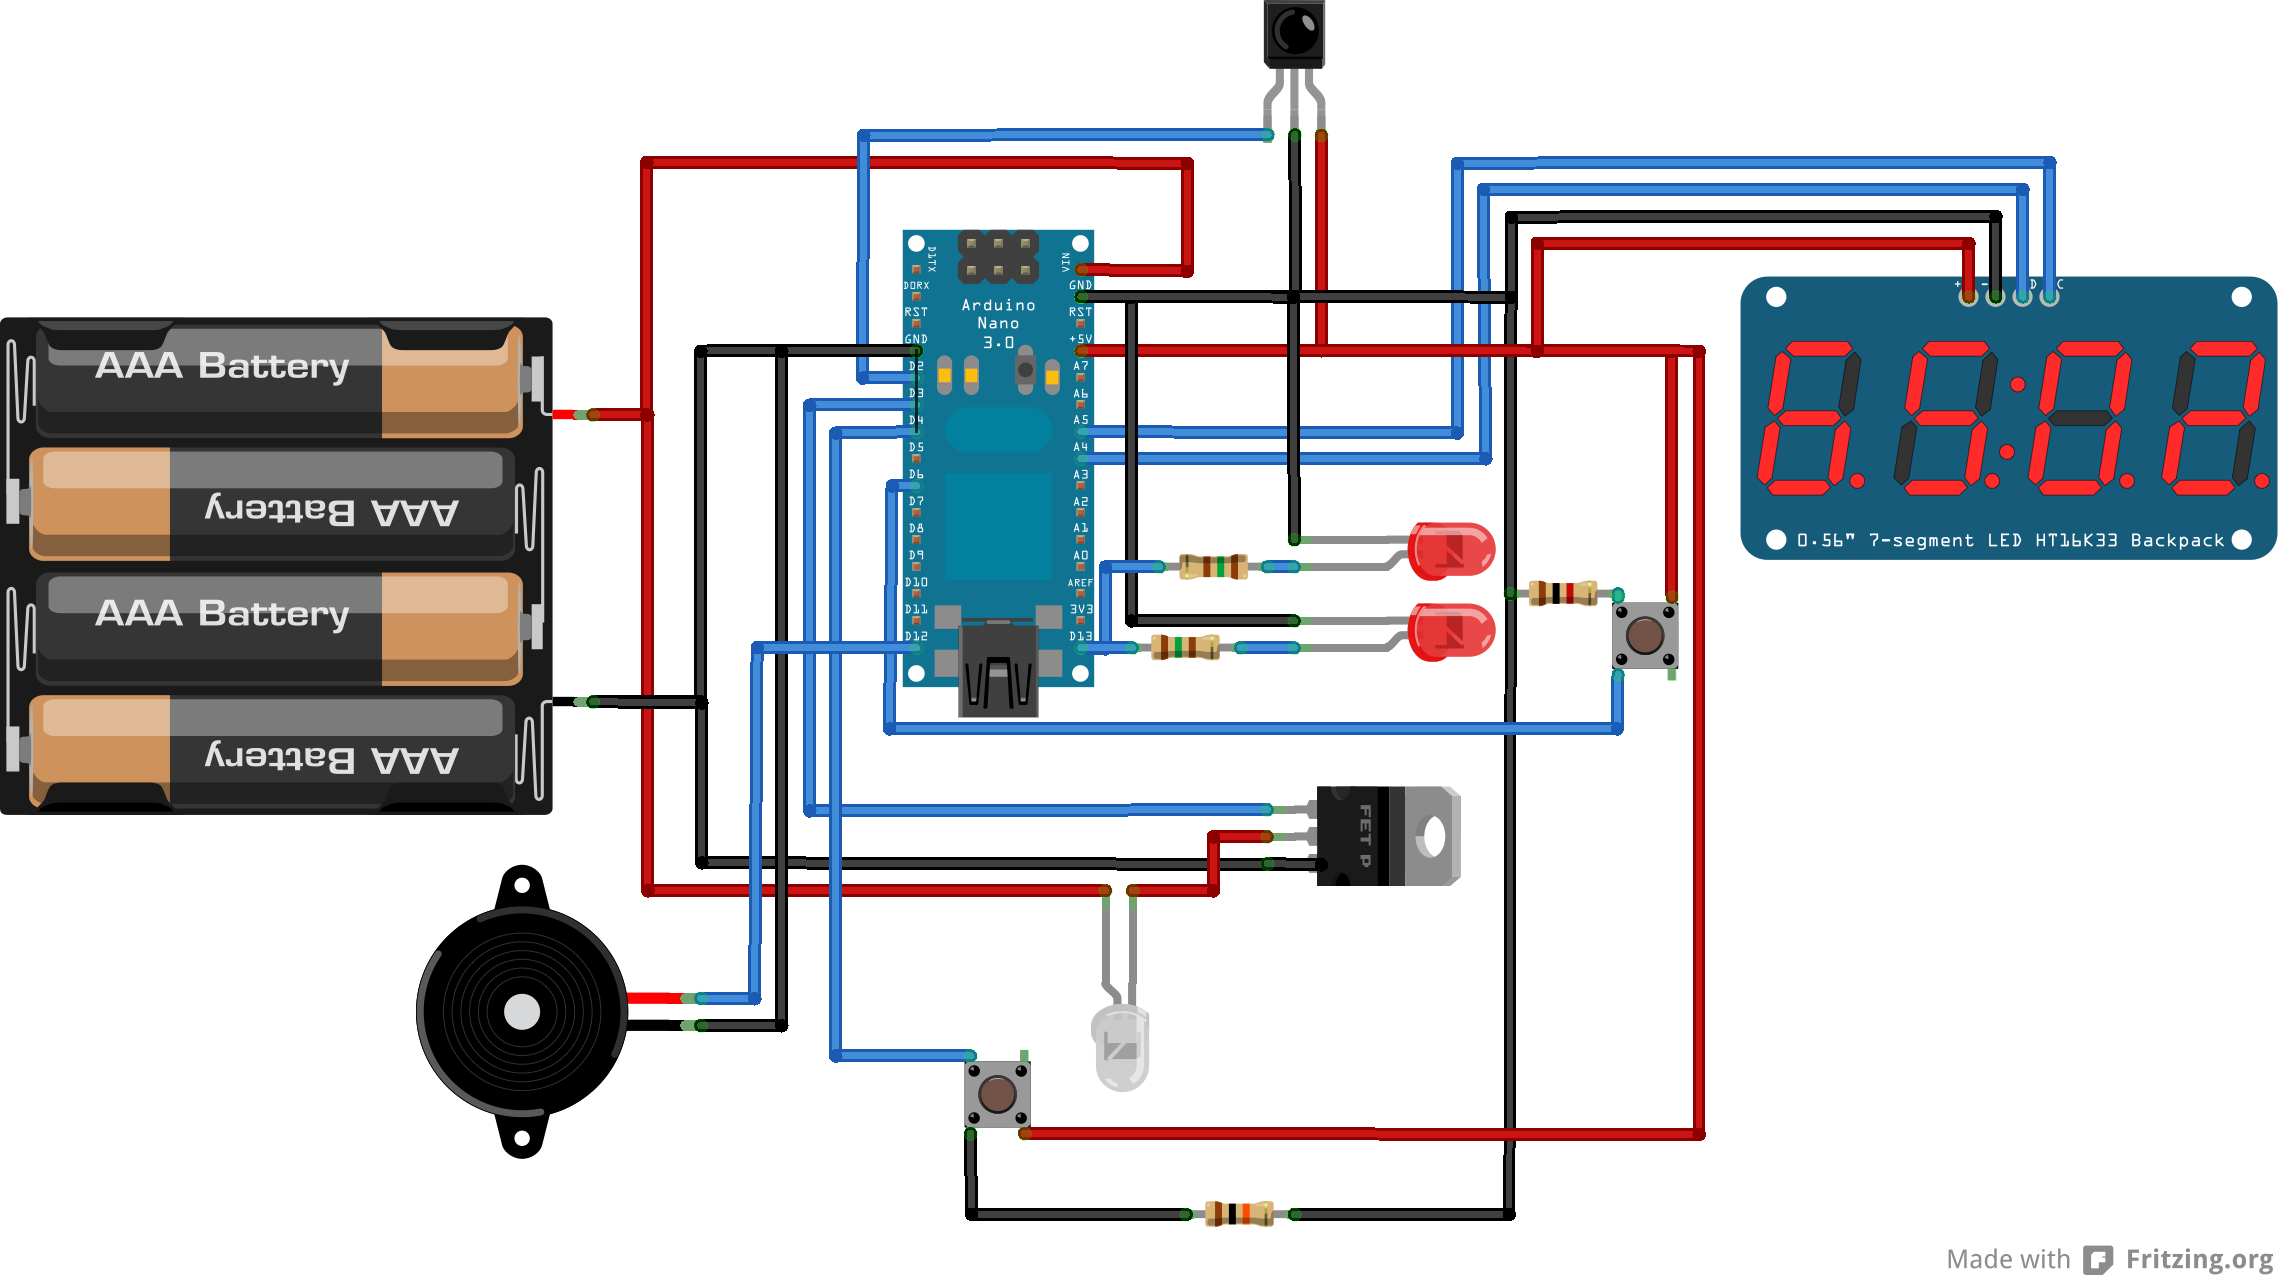 AAA Battery
AAA Battery
AAA Battery
AAA Battery
D1TX
D0RX
RST
GND
D2
D3
D4
D5
D6
D7
D8
D9
D10
D11
D12
Arduino
Nano
3.0
VIN
GND
RST
+5V
A7
A6
A5
A4
A3
A2
A1
A0
AREF
3V3
D13
FET P
+ - D C
0.56" 7-segment LED HT16K33 Backpack
Made with Fritzing.org